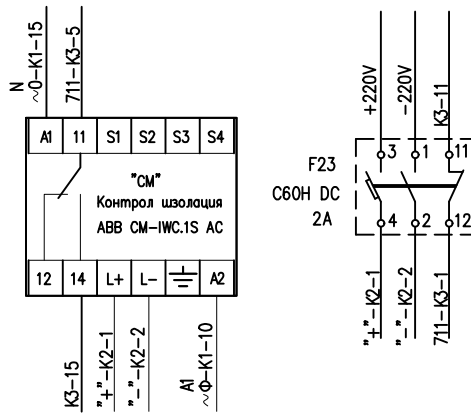 N
~0-K1-15
711-K3-5
A1 11 S1 S2 S3 S4
"CM"
Контрол шзолация
ABB CM-IWC.1S AC
12 14 L+ L- A2
K3-15
"+"-K2-1
"-"-K2-2
A1
~Ф-K1-10
+220V
-220V
K3-11
3 1 11
F23
C60H DC
2A
4 2 12
"+"-K2-1
"-"-K2-2
711-K3-1